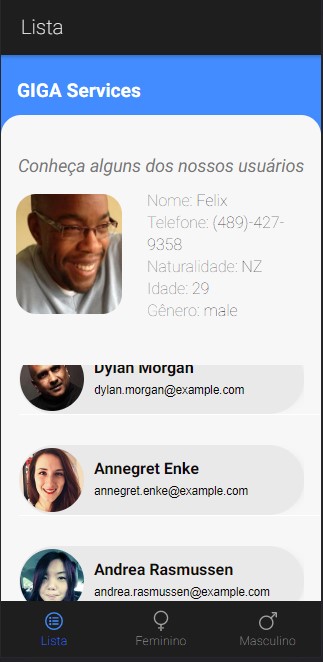 Lista
GIGA Services
Conheça alguns dos nossos usuários
Nome: Felix
Telefone: (489)-427-
9358
Naturalidade: NZ
Idade: 29
Gênero: male
Dylan Morgan
dylan.morgan@example.com
Annegret Enke
annegret.enke@example.com
Andrea Rasmussen
andrea.rasmussen@example.com
Lista
Feminino
Masculino